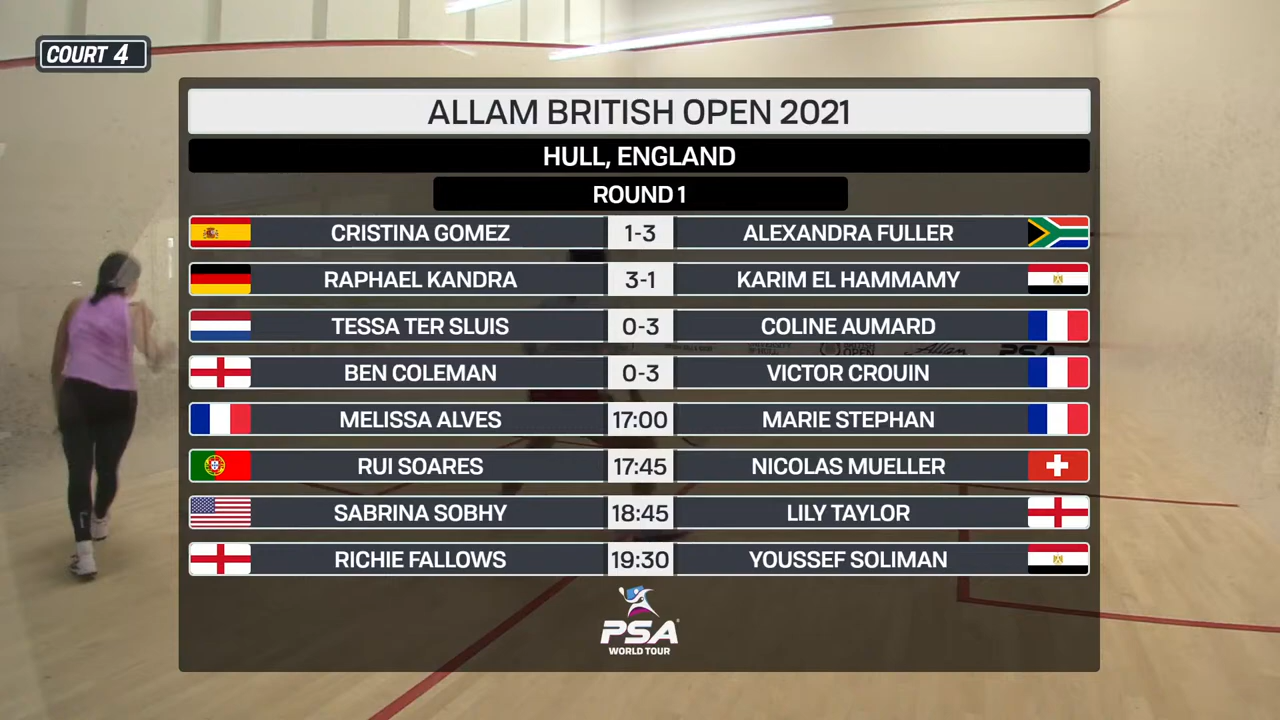 COURT 4
ALLAM BRITISH OPEN 2021
HULL, ENGLAND
ROUND 1
CRISTINA GOMEZ 1-3 ALEXANDRA FULLER
RAPHAEL KANDRA 3-1 KARIM EL HAMMAMY
TESSA TER SLUIS 0-3 COLINE AUMARD
BEN COLEMAN 0-3 VICTOR CROUIN
MELISSA ALVES 17:00 MARIE STEPHAN
RUI SOARES 17:45 NICOLAS MUELLER
SABRINA SOBHY 18:45 LILY TAYLOR
RICHIE FALLOWS 19:30 YOUSSEF SOLIMAN
PSA
WORLD TOUR